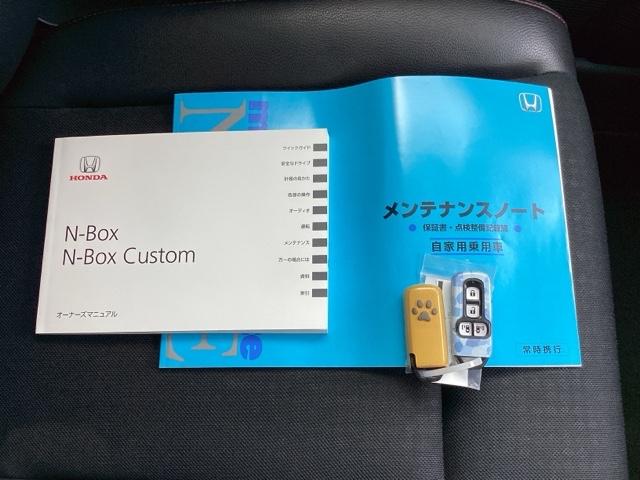 HONDA
N-Box
N-Box Custom
オーナーズマニュアル
クイックガイド
安全なドライブ
計器の見かた
各部の操作
オーディオ
運転
メンテナンス
万一の場合には
資料
索引
メンテナンスノート
保証書・点検整備記録簿
自家用乗用車
常時携行